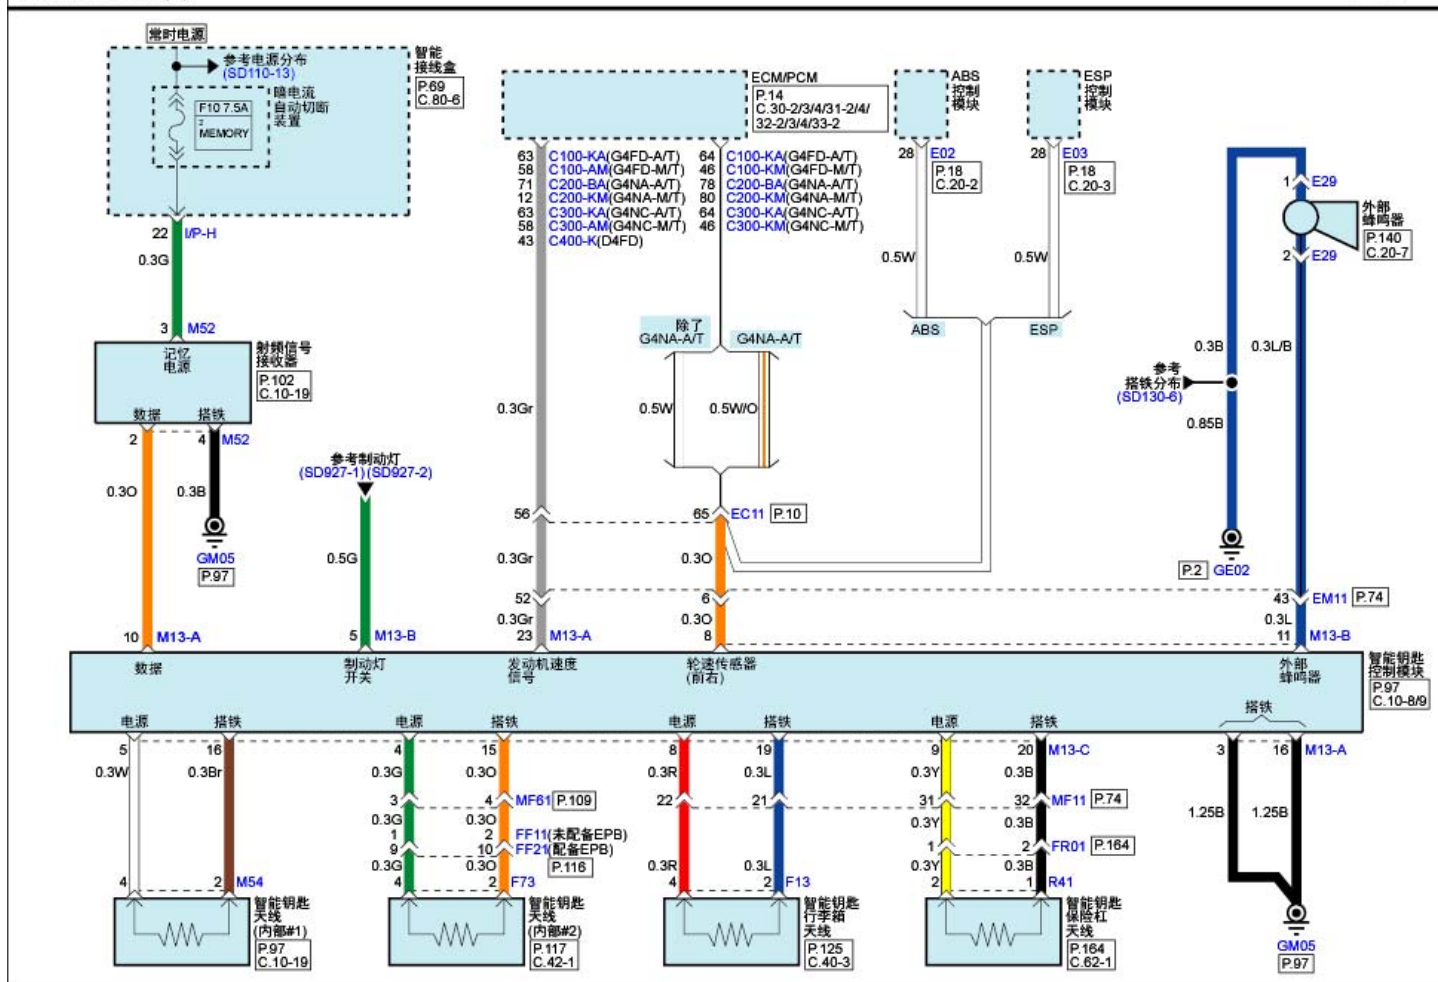 常时电源
参考电源分布
(SD110-13)
暗电流
自动切断
装置
F10 7.5A
2
MEMORY
智能
接线盒
P.69
C.80-6
22 I/P-H
0.3G
3 M52
记忆
电源
射频信号
接收器
P.102
C.10-19
数据 搭铁
2 4 M52
0.3O 0.3B
GM05
P.97
参考制动灯
(SD927-1)(SD927-2)
0.5G
ECM/PCM
P.14
C.30-2/3/4/31-2/4/
32-2/3/4/33-2
63 C100-KA(G4FD-A/T) 64 C100-KA(G4FD-A/T)
58 C100-AM(G4FD-M/T) 46 C100-KM(G4FD-M/T)
71 C200-BA(G4NA-A/T) 78 C200-BA(G4NA-A/T)
12 C200-KM(G4NA-M/T) 80 C200-KM(G4NA-M/T)
63 C300-KA(G4NC-A/T) 64 C300-KA(G4NC-A/T)
58 C300-AM(G4NC-M/T) 46 C300-KM(G4NC-M/T)
43 C400-K(D4FD)
除了
G4NA-A/T G4NA-A/T
0.3Gr 0.5W 0.5W/O
ABS
控制
模块
28 E02
P.18
C.20-2
0.5W
ABS
ESP
控制
模块
28 E03
P.18
C.20-3
0.5W
ESP
1 E29
外部
蜂鸣器
P.140
C.20-7
2 E29
0.3B 0.3L/B
参考
搭铁分布
(SD130-6)
0.85B
P.2 GE02
56 65 EC11 P.10
0.3Gr 0.3O
52 6 43 EM11 P.74
0.3Gr 0.3O 0.3L
10 M13-A 5 M13-B 23 M13-A 8 11 M13-B
数据
制动灯
开关
发动机速度
信号
轮速传感器
(前右)
外部
蜂鸣器
智能钥匙
控制模块
P.97
C.10-8/9
电源 搭铁 电源 搭铁 电源 搭铁 电源 搭铁 搭铁
5 16 4 15 8 19 9 20 M13-C 3 16 M13-A
0.3W 0.3Br 0.3G 0.3O 0.3R 0.3L 0.3Y 0.3B
3 4 MF61 P.109 22 21 31 32 MF11 P.74
0.3G 0.3O 0.3Y 0.3B 1.25B 1.25B
1 2 FF11(未配备EPB)
9 10 FF21(配备EPB)
P.116
1 2 FR01 P.164
0.3G 0.3O 0.3R 0.3L 0.3Y 0.3B
4 2 M54 4 2 F73 4 2 F13 2 1 R41
智能钥匙
天线
(内部#1)
P.97
C.10-19
智能钥匙
天线
(内部#2)
P.117
C.42-1
智能钥匙
行李箱
天线
P.125
C.40-3
智能钥匙
保险杠
天线
P.164
C.62-1
GM05
P.97